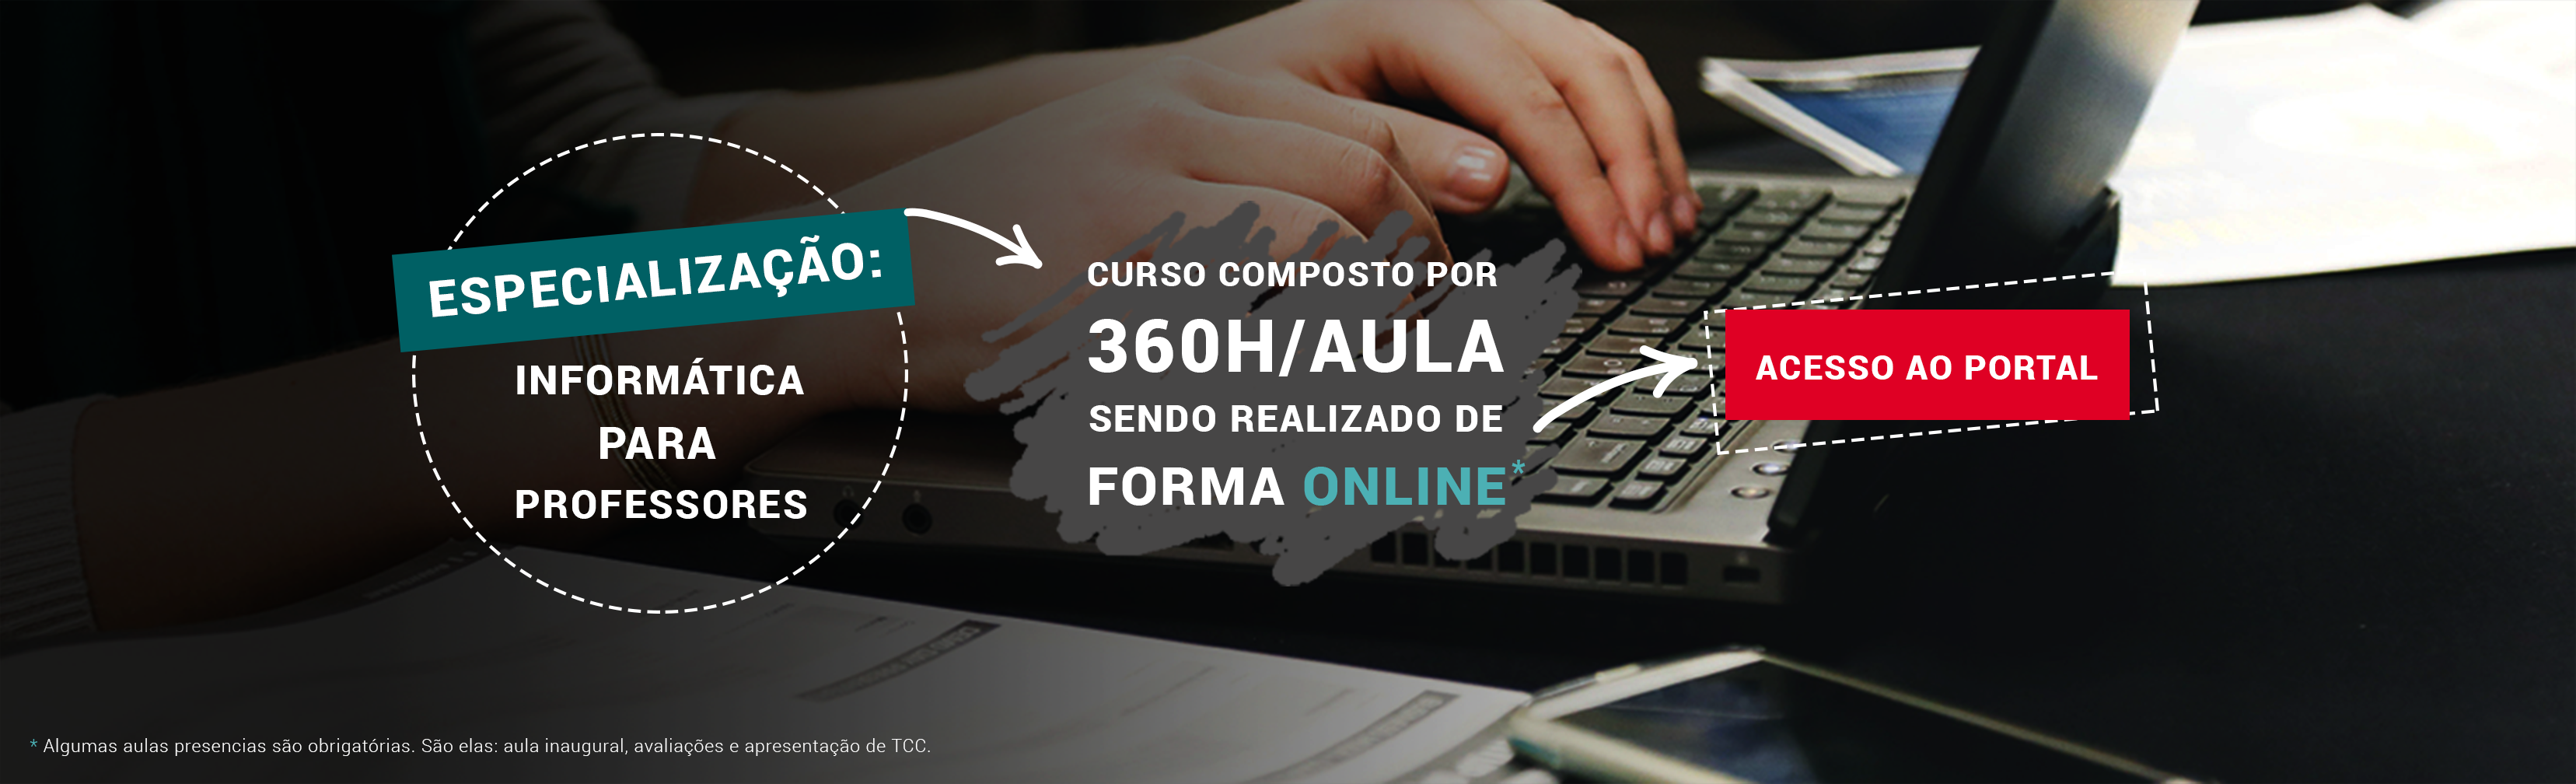 ESPECIALIZAÇÃO:
INFORMÁTICA
PARA
PROFESSORES
CURSO COMPOSTO POR
360H/AULA
SENDO REALIZADO DE
FORMA ONLINE*
ACESSO AO PORTAL
* Algumas aulas presencias são obrigatórias. São elas: aula inaugural, avaliações e apresentação de TCC.